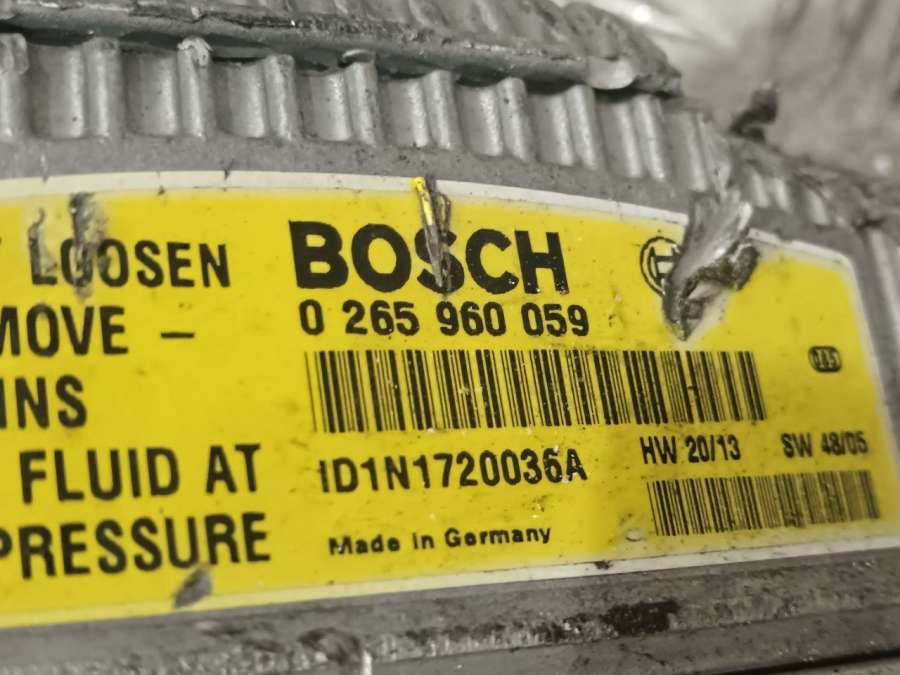 LOOSEN
MOVE –
INS
FLUID AT
PRESSURE
BOSCH
0 265 960 059
ID1N1720036A
HW 20/13
SW 48/05
Made in Germany